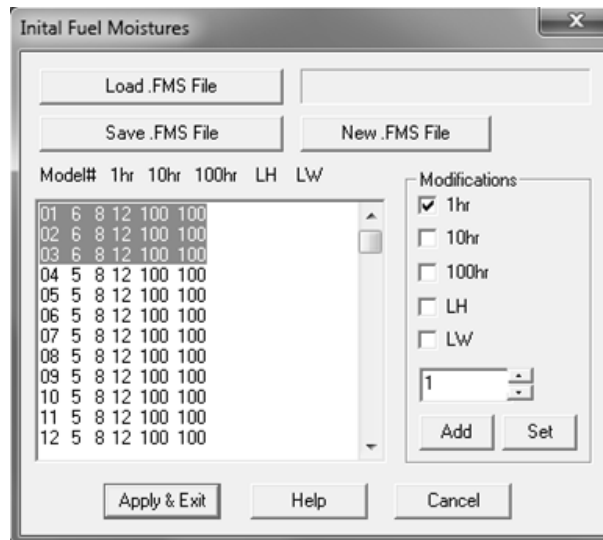 Inital Fuel Moistures
Load .FMS File
Save .FMS File New .FMS File
Model# 1hr 10hr 100hr LH LW
01 6 8 12 100 100
02 6 8 12 100 100
03 6 8 12 100 100
04 5 8 12 100 100
05 5 8 12 100 100
06 5 8 12 100 100
07 5 8 12 100 100
08 5 8 12 100 100
09 5 8 12 100 100
10 5 8 12 100 100
11 5 8 12 100 100
12 5 8 12 100 100
Modifications
1hr
10hr
100hr
LH
LW
1
Add Set
Apply & Exit Help Cancel